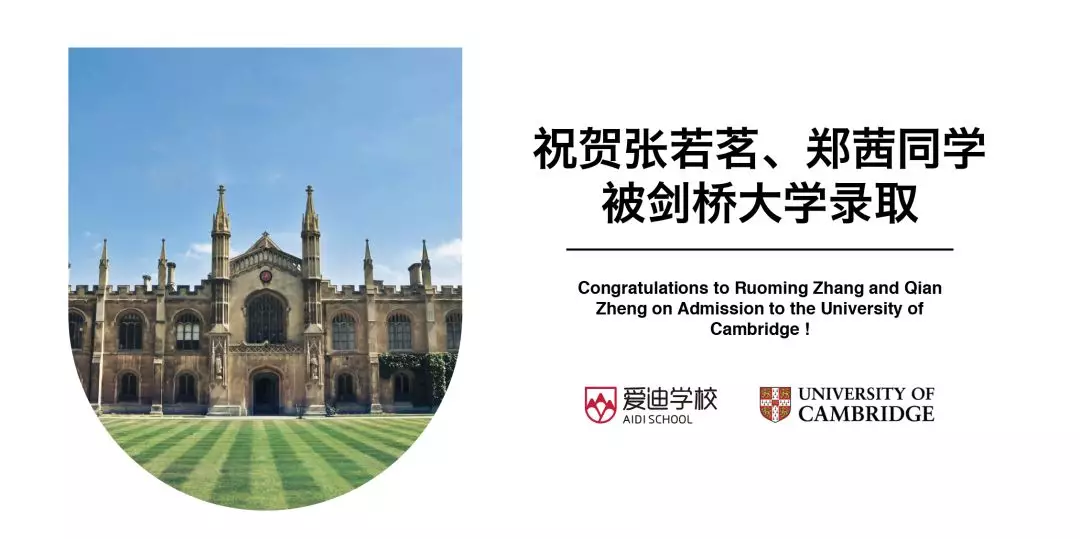 祝贺张若茗、郑茜同学
被剑桥大学录取
Congratulations to Ruoming Zhang and Qian
Zheng on Admission to the University of
Cambridge !
爱迪学校
AIDI SCHOOL
UNIVERSITY OF
CAMBRIDGE